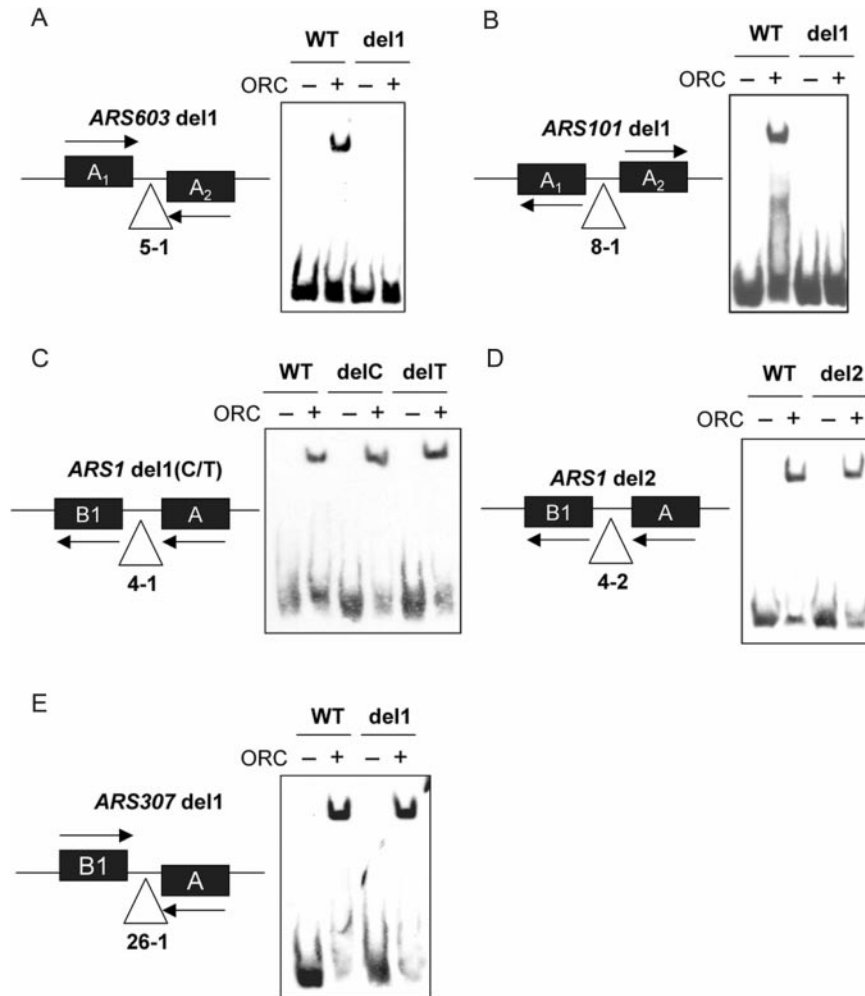 A
WT del1
ORC – + – +
ARS603 del1
A1 A2
5-1
B
WT del1
ORC – + – +
ARS101 del1
A1 A2
8-1
C
WT delC delT
ORC – + – + – +
ARS1 del1(C/T)
B1 A
4-1
D
WT del2
ORC – + – +
ARS1 del2
B1 A
4-2
E
WT del1
ORC – + – +
ARS307 del1
B1 A
26-1